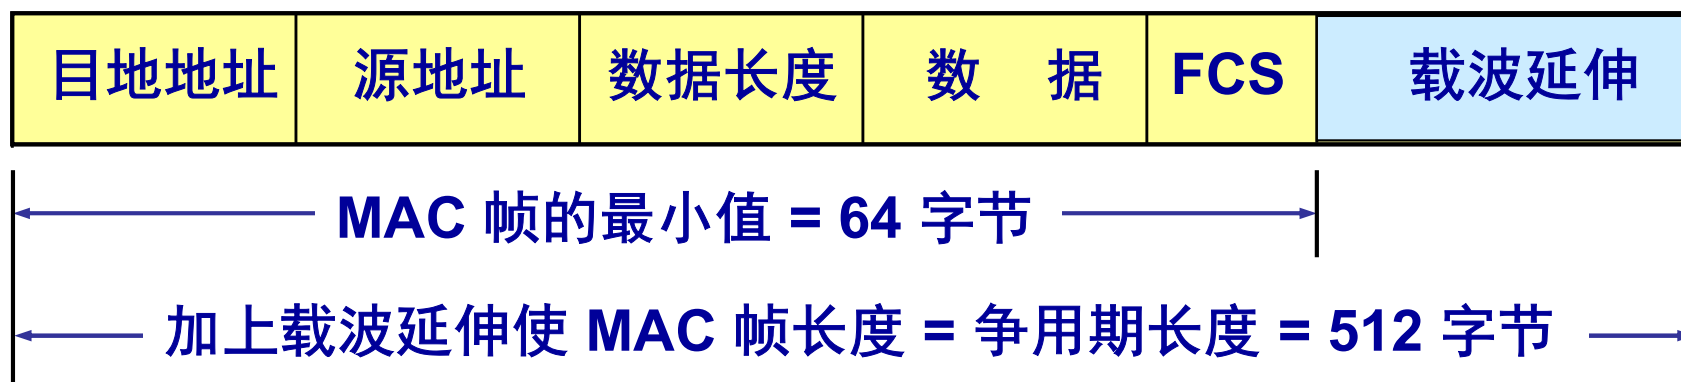 目地地址 源地址 数据长度 数 据 FCS 载波延伸
MAC 帧的最小值 = 64 字节
加上载波延伸使 MAC 帧长度 = 争用期长度 = 512 字节